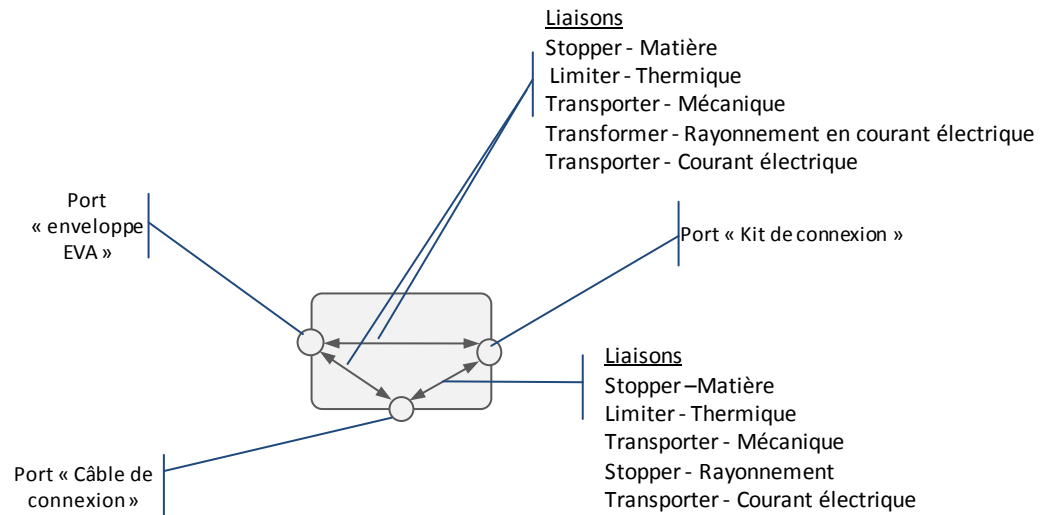 Liaisons
Stopper - Matière
Limiter - Thermique
Transporter - Mécanique
Transformer - Rayonnement en courant électrique
Transporter - Courant électrique
Port
« enveloppe
EVA »
Port « Kit de connexion »
Liaisons
Stopper –Matière
Limiter - Thermique
Transporter - Mécanique
Stopper - Rayonnement
Transporter - Courant électrique
Port « Câble de
connexion »